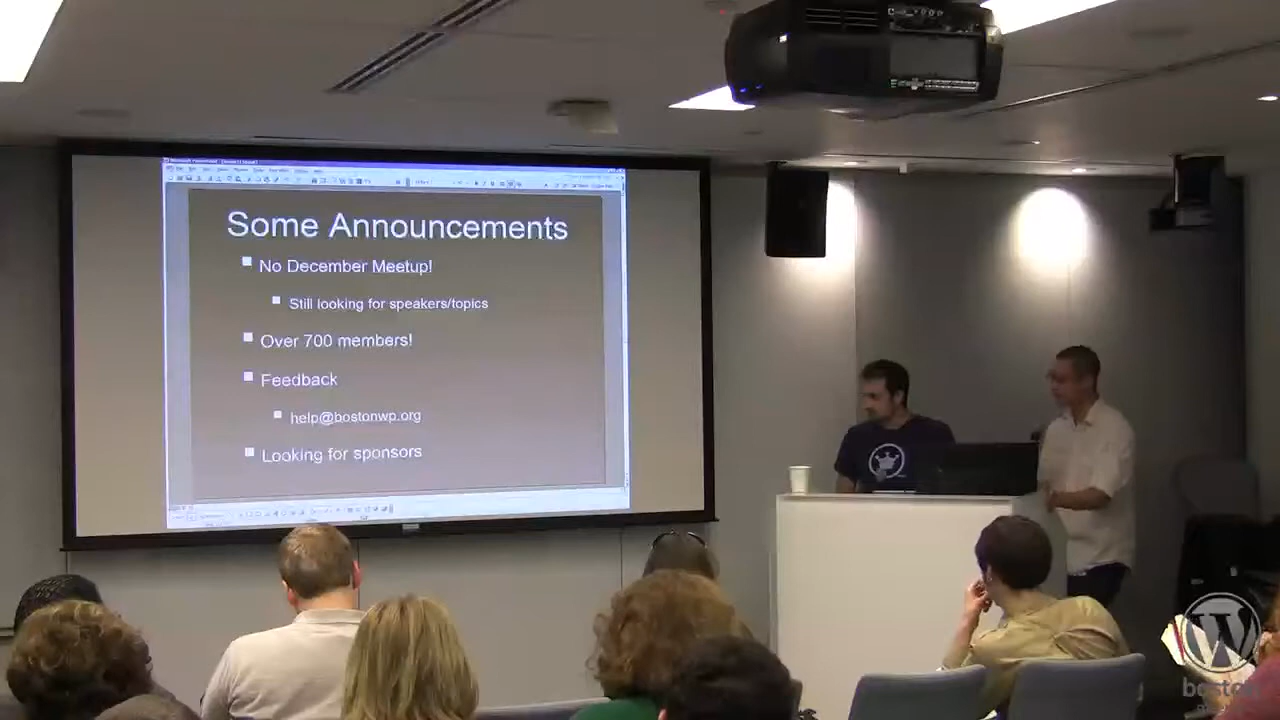 Some Announcements
No December Meetup!
Still looking for speakers/topics
Over 700 members!
Feedback
help@bostonwp.org
Looking for sponsors
boston